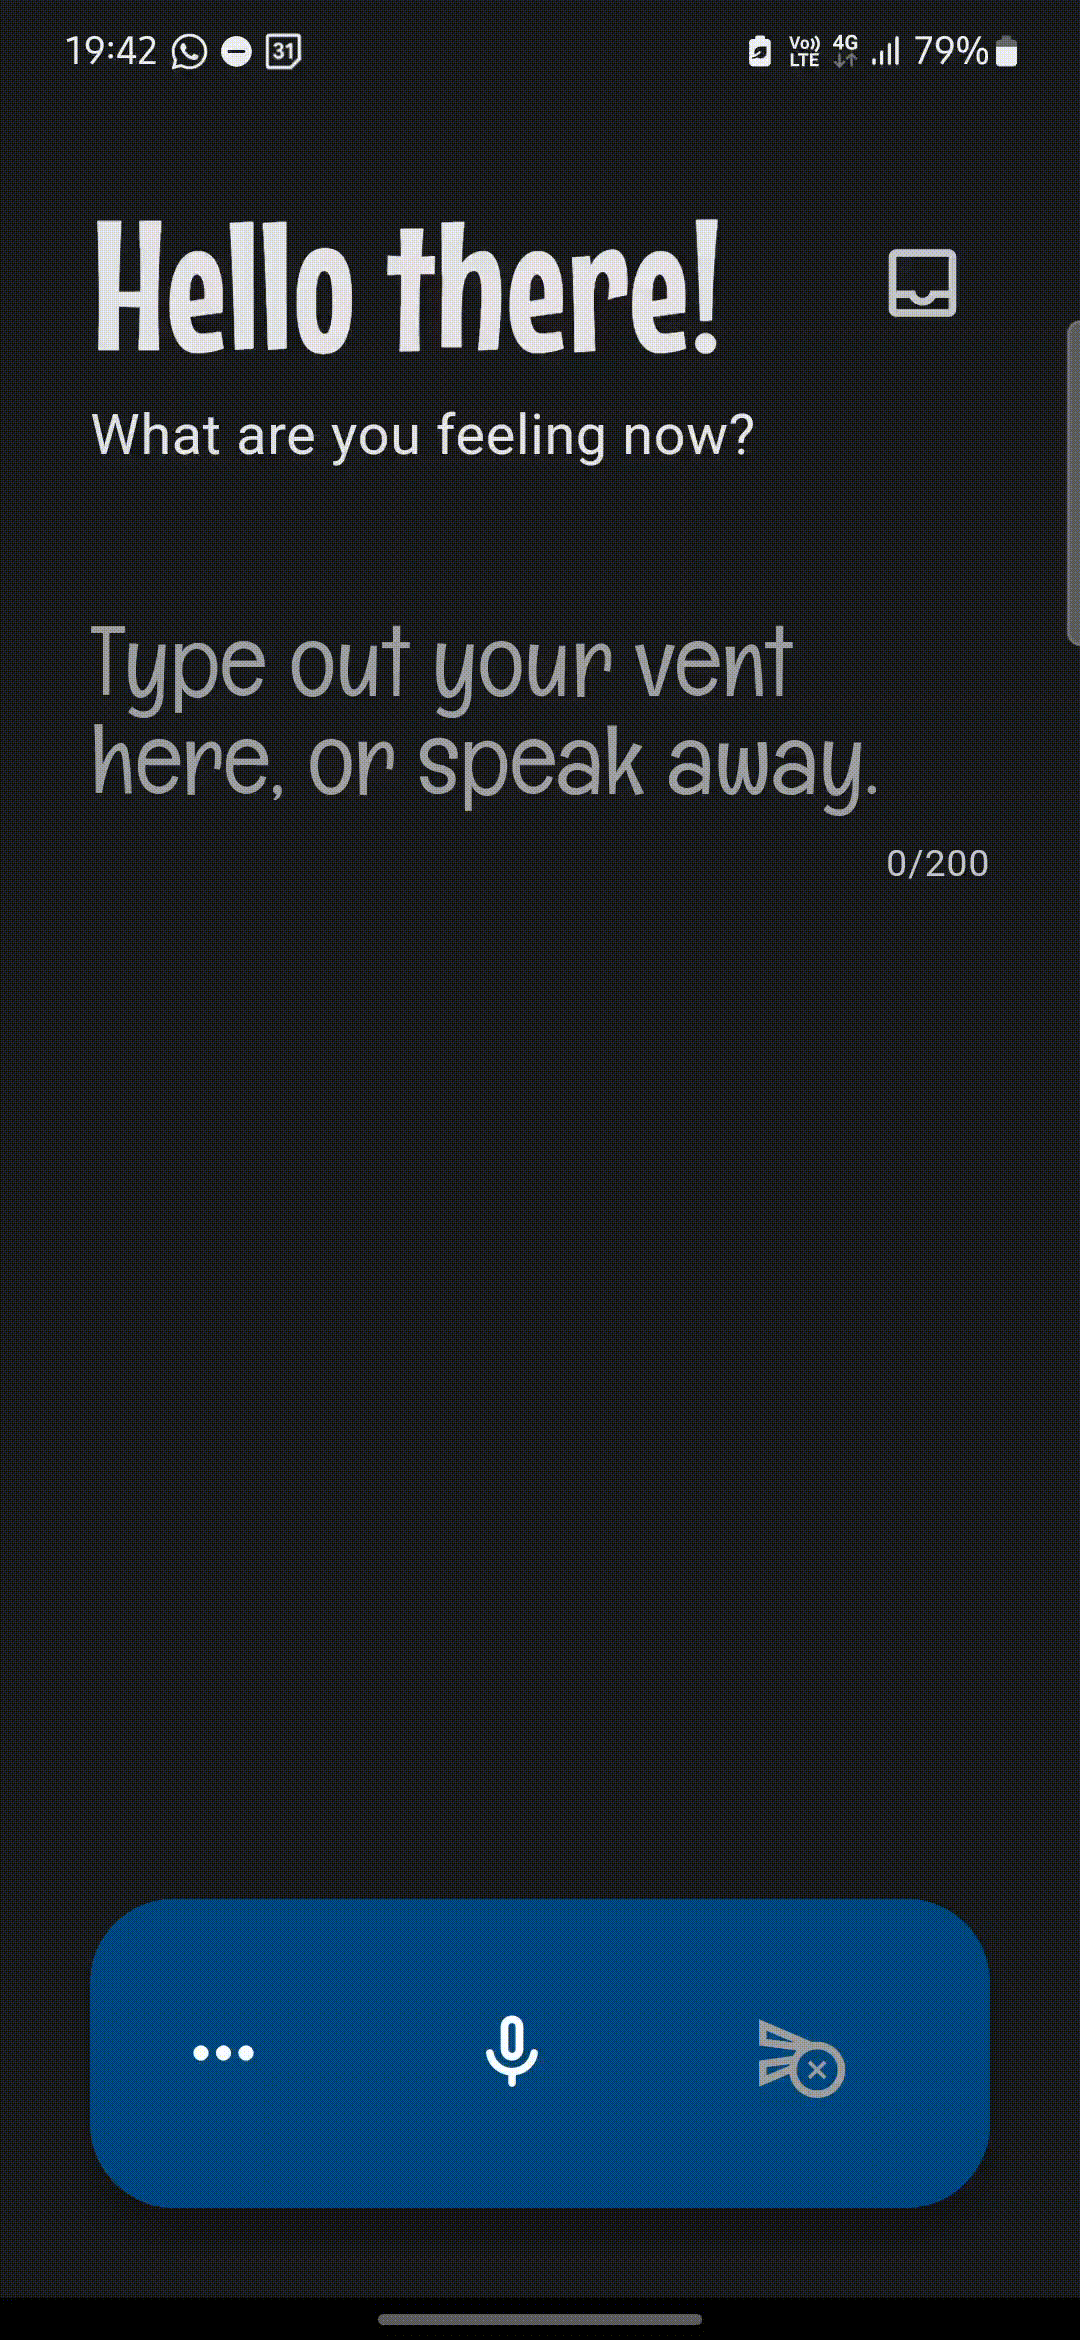 19:42 31 Vo)) LTE 4G 79%
Hello there!
What are you feeling now?
Type out your vent
here, or speak away.
0/200